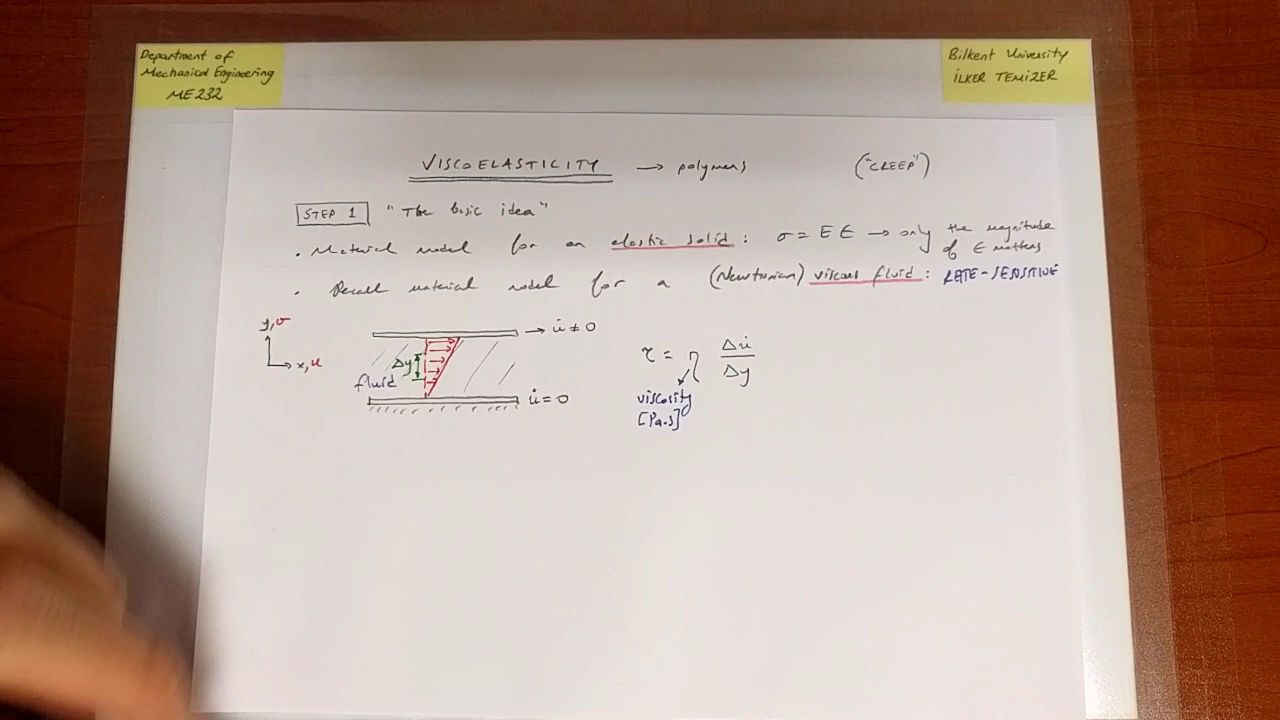 Department of
Mechanical Engineering
ME232
Bilkent University
İLKER TEMİZER
VISCOELASTICITY → polymers ("CREEP")
STEP 1 "The basic idea"
• Material model for an elastic solid: σ = E ϵ → only the magnitude
of ϵ matters
• Recall material model for a (Newtonian) viscous fluid: RATE-SENSITIVE
y,v
x,u
→ u̇ ≠ 0
Δy
fluid
u̇ = 0
τ = η Δu̇ / Δy
viscosity
[Pa.s]